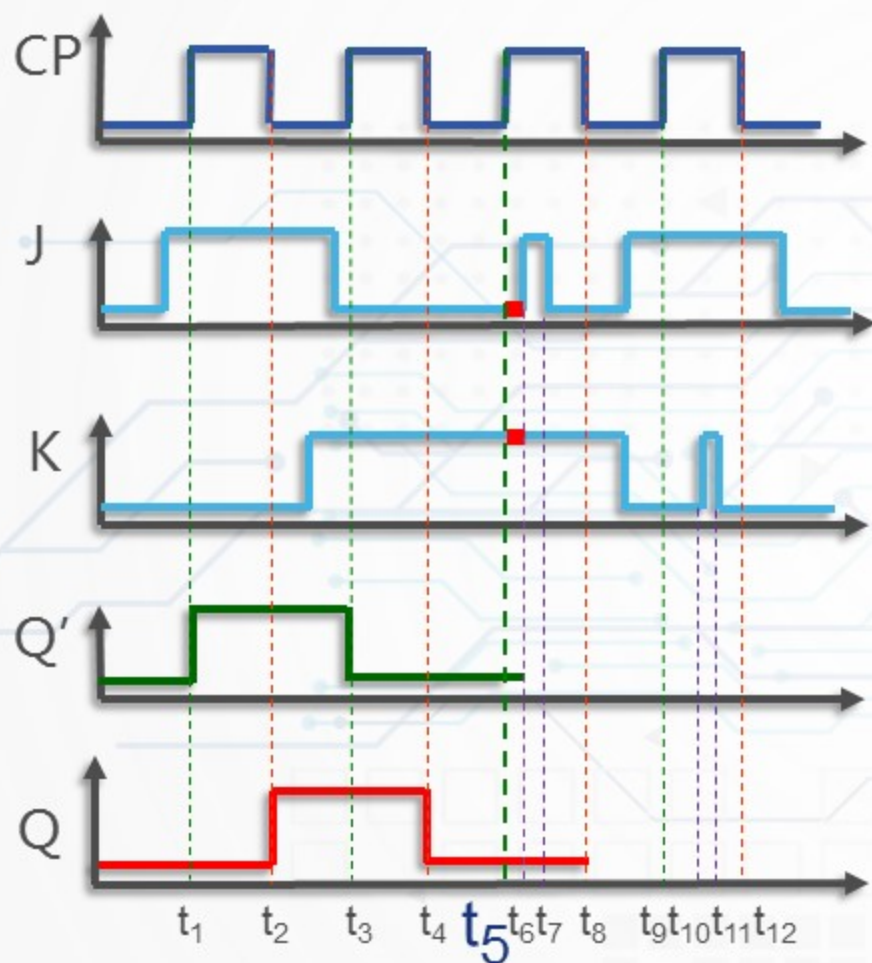 CP
J
K
Q′
Q
t₁ t₂ t₃ t₄ t₅ t₆ t₇ t₈ t₉ t₁₀ t₁₁ t₁₂